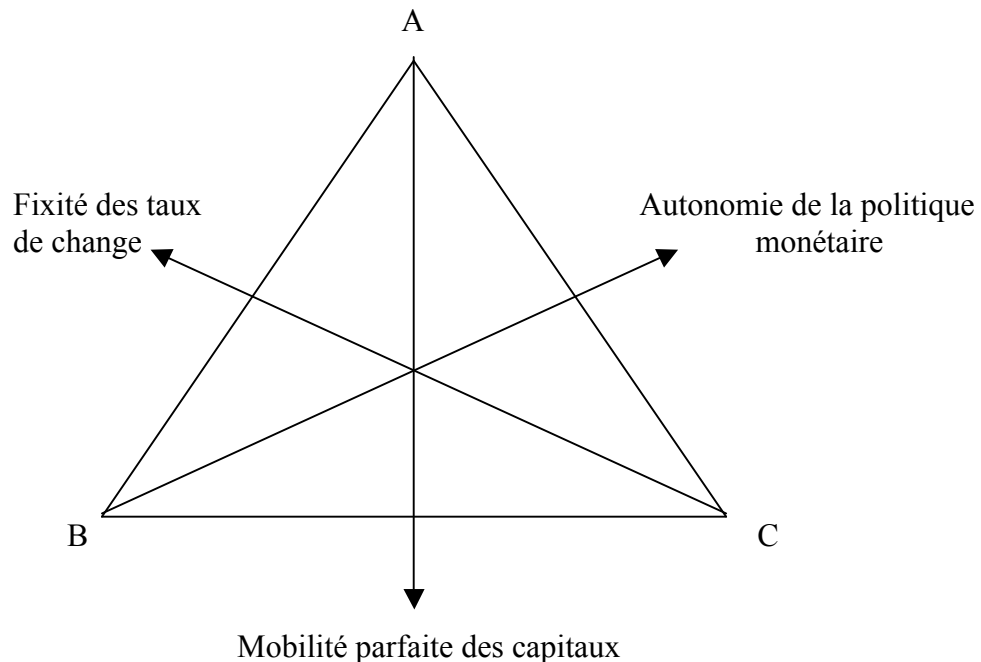 A
Fixité des taux
de change
Autonomie de la politique
monétaire
B
C
Mobilité parfaite des capitaux